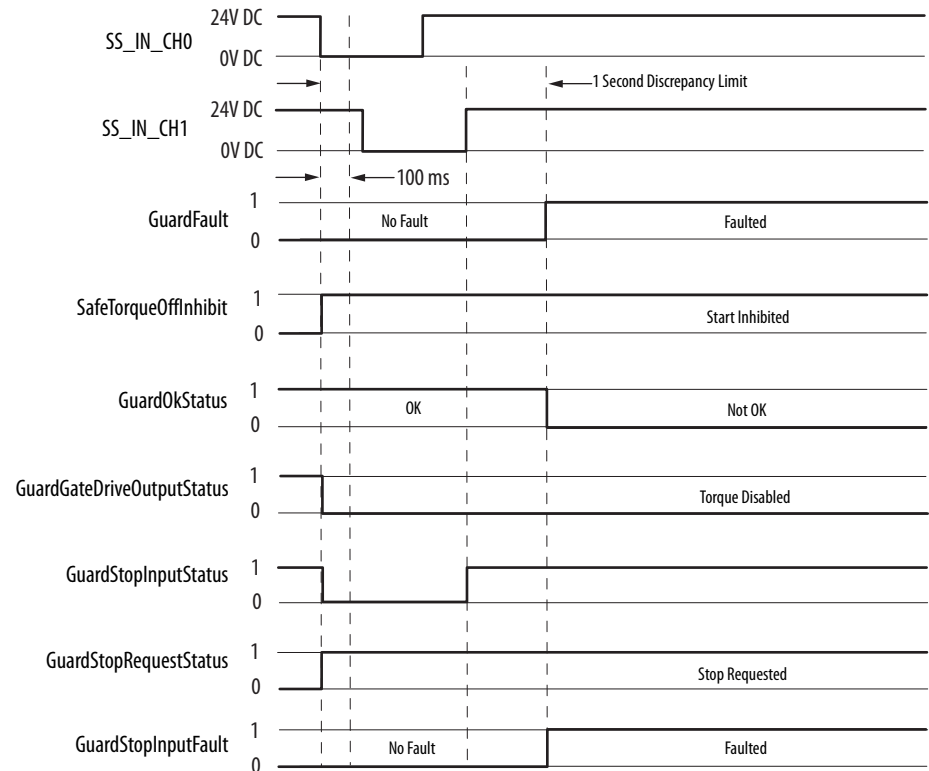 24V DC
SS_IN_CH0
0V DC
1 Second Discrepancy Limit
24V DC
SS_IN_CH1
0V DC
100 ms
1
GuardFault
No Fault
Faulted
0
1
SafeTorqueOffInhibit
Start Inhibited
0
1
GuardOkStatus
OK
Not OK
0
1
GuardGateDriveOutputStatus
Torque Disabled
0
1
GuardStopInputStatus
0
1
GuardStopRequestStatus
Stop Requested
0
1
GuardStopInputFault
No Fault
Faulted
0